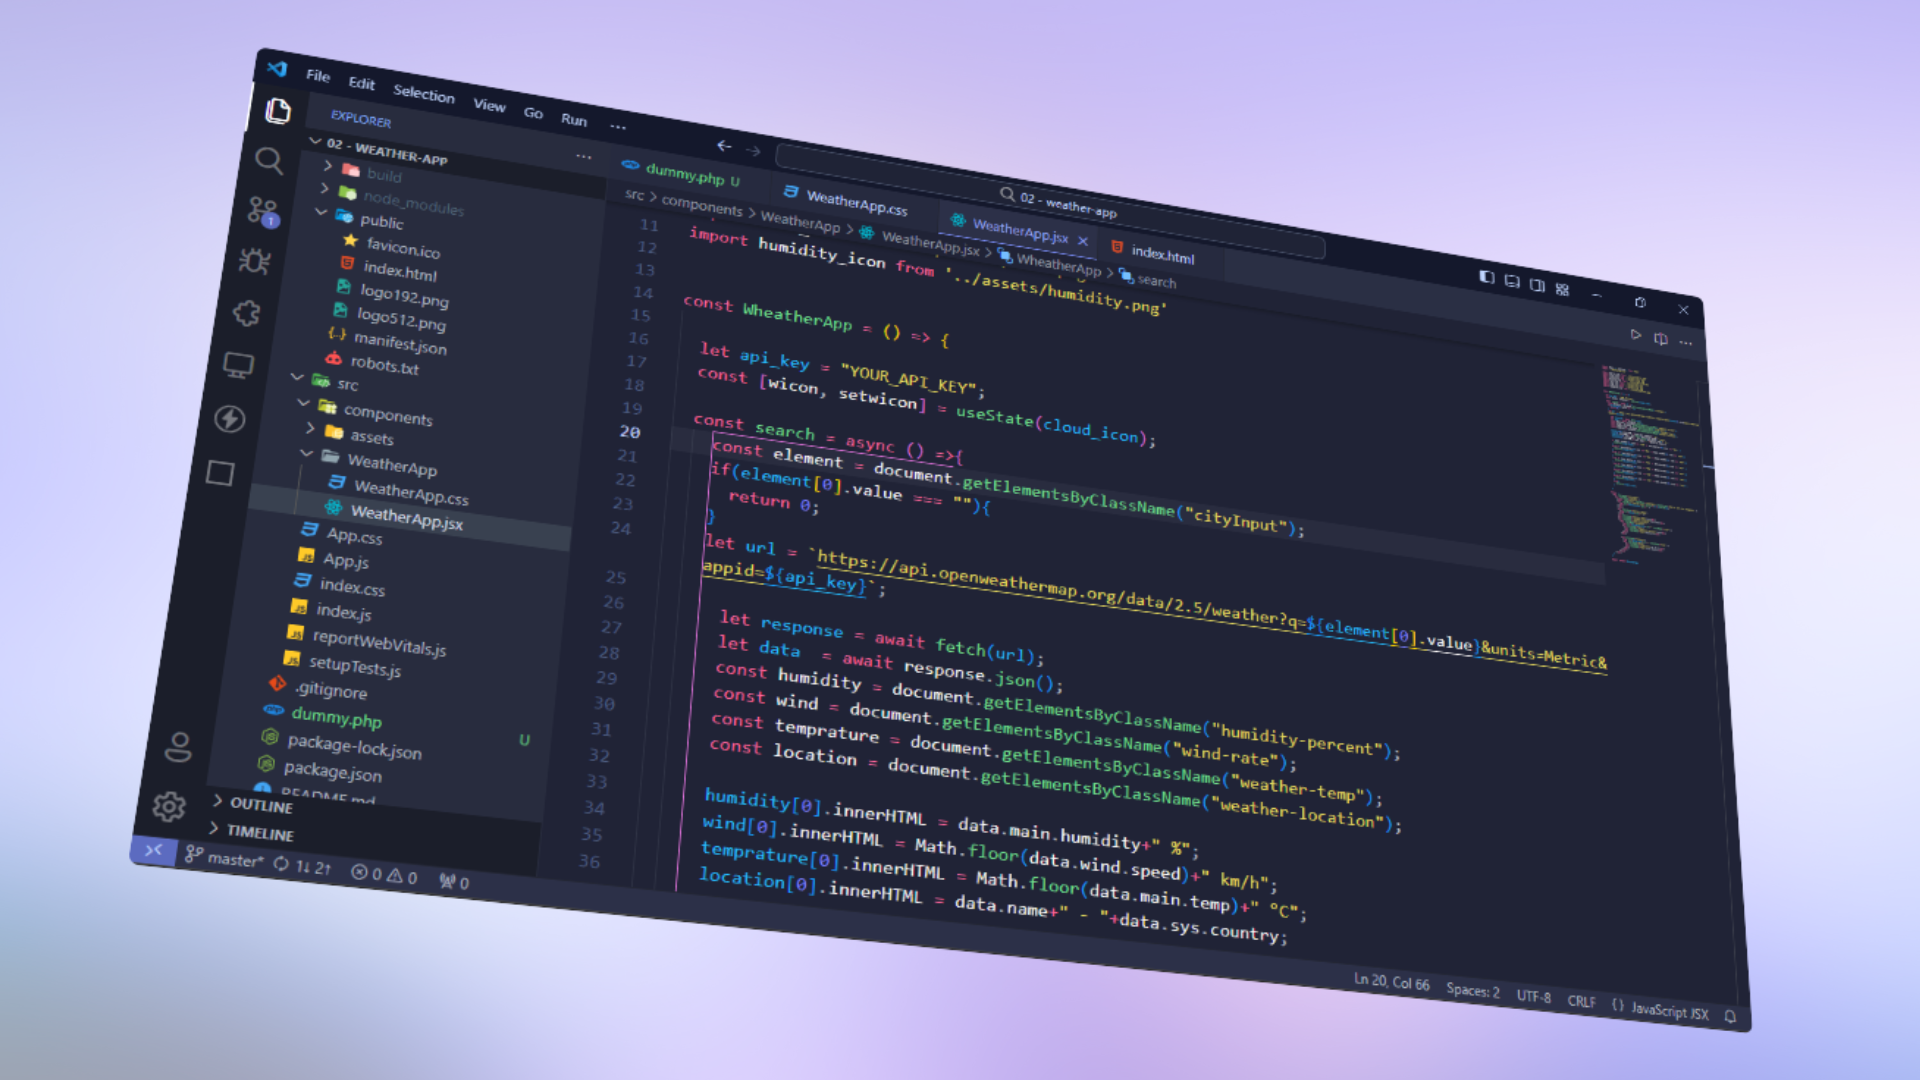 File Edit Selection View Go Run ...
02 - weather-app
EXPLORER ...
02 - WEATHER-APP
build
node_modules
public
favicon.ico
index.html
logo192.png
logo512.png
manifest.json
robots.txt
src
components
assets
WeatherApp
WeatherApp.css
WeatherApp.jsx
App.css
App.js
index.css
index.js
reportWebVitals.js
setupTests.js
.gitignore
dummy.php U
package-lock.json
package.json
README.md
OUTLINE
TIMELINE
dummy.php U WeatherApp.css WeatherApp.jsx index.html
src > components > WeatherApp > WeatherApp.jsx > WheatherApp > search
11
12 import humidity_icon from '../assets/humidity.png'
13
14 const WheatherApp = () => {
15
16 let api_key = "YOUR_API_KEY";
17 const [wicon, setwicon] = useState(cloud_icon);
18
19 const search = async () =>{
20 const element = document.getElementsByClassName("cityInput");
21 if(element[0].value === ""){
22 return 0;
23 }
24 let url = `https://api.openweathermap.org/data/2.5/weather?q=${element[0].value}&units=Metric&
appid=${api_key}`;
25
26 let response = await fetch(url);
27 let data = await response.json();
28 const humidity = document.getElementsByClassName("humidity-percent");
29 const wind = document.getElementsByClassName("wind-rate");
30 const temprature = document.getElementsByClassName("weather-temp");
31 const location = document.getElementsByClassName("weather-location");
32
33 humidity[0].innerHTML = data.main.humidity+" %";
34 wind[0].innerHTML = Math.floor(data.wind.speed)+" km/h";
35 temprature[0].innerHTML = Math.floor(data.main.temp)+" °C";
36 location[0].innerHTML = data.name+" - "+data.sys.country;
master* 1↓ 2↑ 0 0 0
Ln 20, Col 66 Spaces: 2 UTF-8 CRLF {} JavaScript JSX